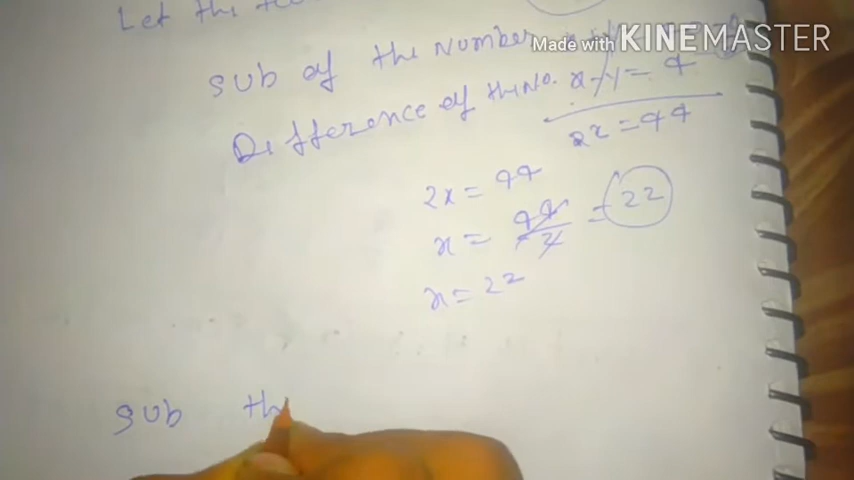 Let the
Made with KINEMASTER
sub of the Number
Difference of the No. x-y = 4
2x = 44
2x = 44
x = 44/2 = 22
x = 22
sub th